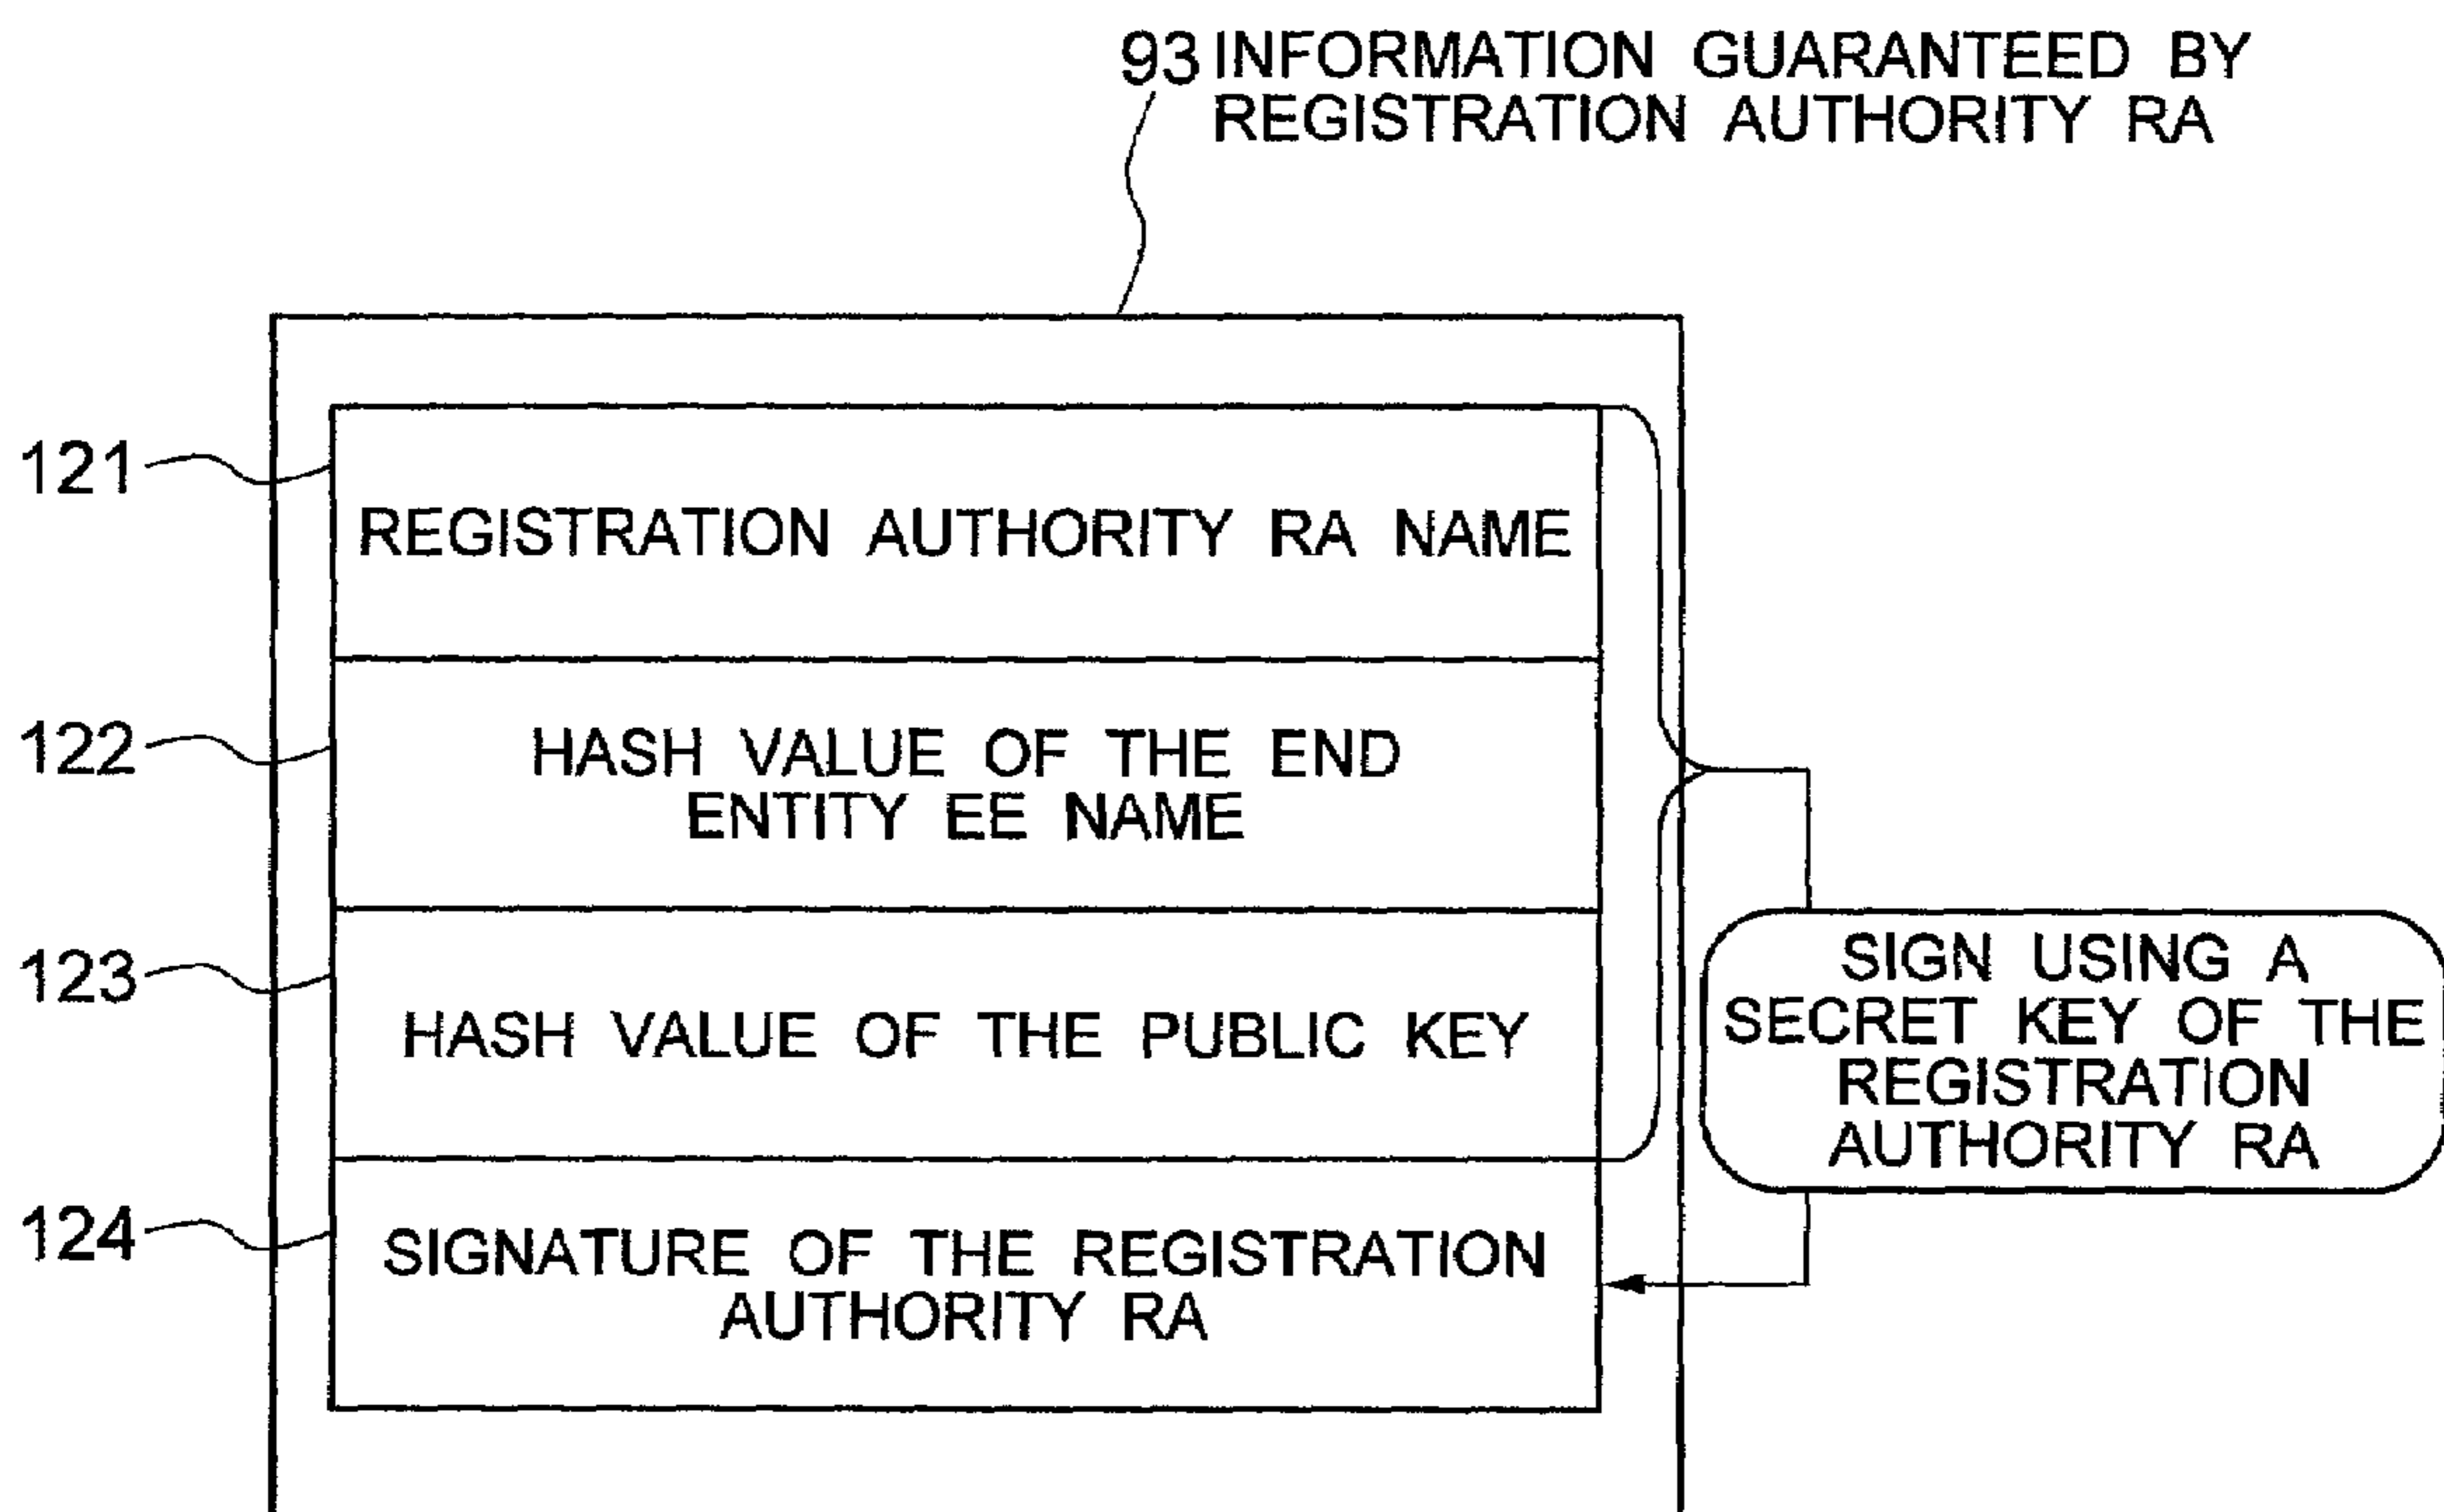 93 INFORMATION GUARANTEED BY
REGISTRATION AUTHORITY RA
121
REGISTRATION AUTHORITY RA NAME
122
HASH VALUE OF THE END
ENTITY EE NAME
123
HASH VALUE OF THE PUBLIC KEY
SIGN USING A
SECRET KEY OF THE
REGISTRATION
AUTHORITY RA
124
SIGNATURE OF THE REGISTRATION
AUTHORITY RA